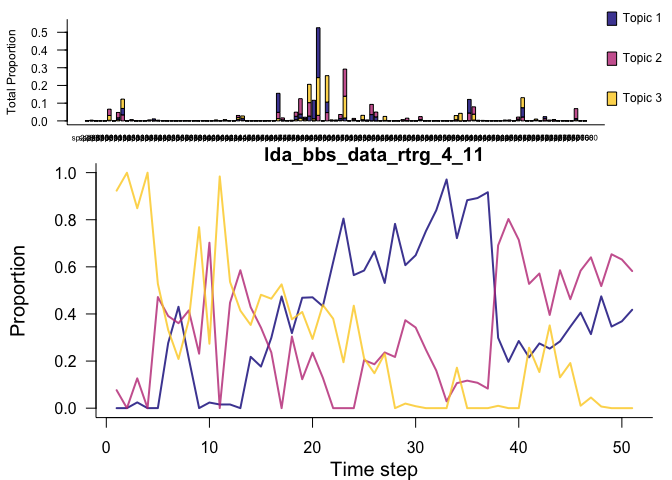 Total Proportion
0.5
0.4
0.3
0.2
0.1
0.0
Topic 1
Topic 2
Topic 3
lda_bbs_data_rtrg_4_11
Proportion
1.0
0.8
0.6
0.4
0.2
0.0
0 10 20 30 40 50
Time step